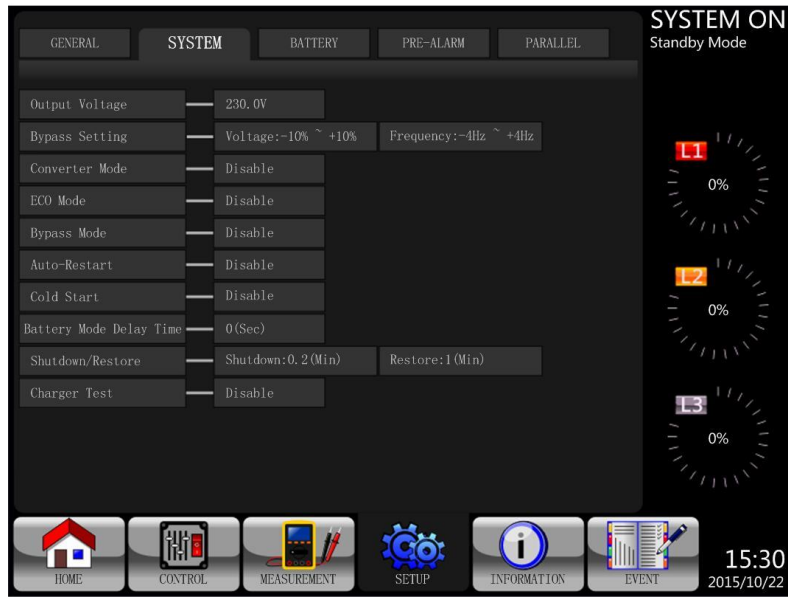 SYSTEM ON
Standby Mode
GENERAL SYSTEM BATTERY PRE-ALARM PARALLEL
Output Voltage 230.0V
Bypass Setting Voltage:-10% ~ +10% Frequency:-4Hz ~ +4Hz
Converter Mode Disable
ECO Mode Disable
Bypass Mode Disable
Auto-Restart Disable
Cold Start Disable
Battery Mode Delay Time 0(Sec)
Shutdown/Restore Shutdown:0.2(Min) Restore:1(Min)
Charger Test Disable
L1
0%
L2
0%
L3
0%
HOME CONTROL MEASUREMENT SETUP INFORMATION EVENT
15:30
2015/10/22